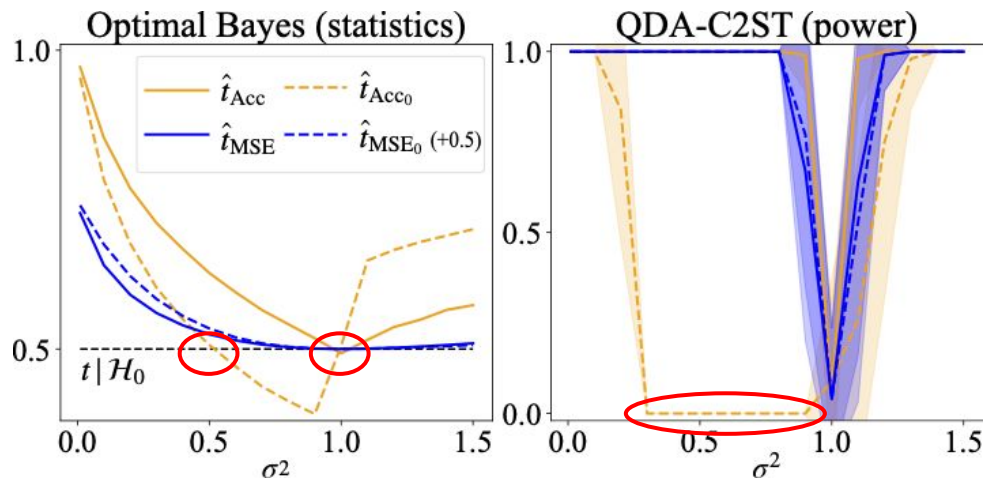 Optimal Bayes (statistics)
1.0
0.5
t̂Acc
t̂Acc₀
t̂MSE
t̂MSE₀ (+0.5)
t | ℋ₀
0.0 0.5 1.0 1.5
σ²
QDA-C2ST (power)
1.0
0.5
0.0
0.0 0.5 1.0 1.5
σ²